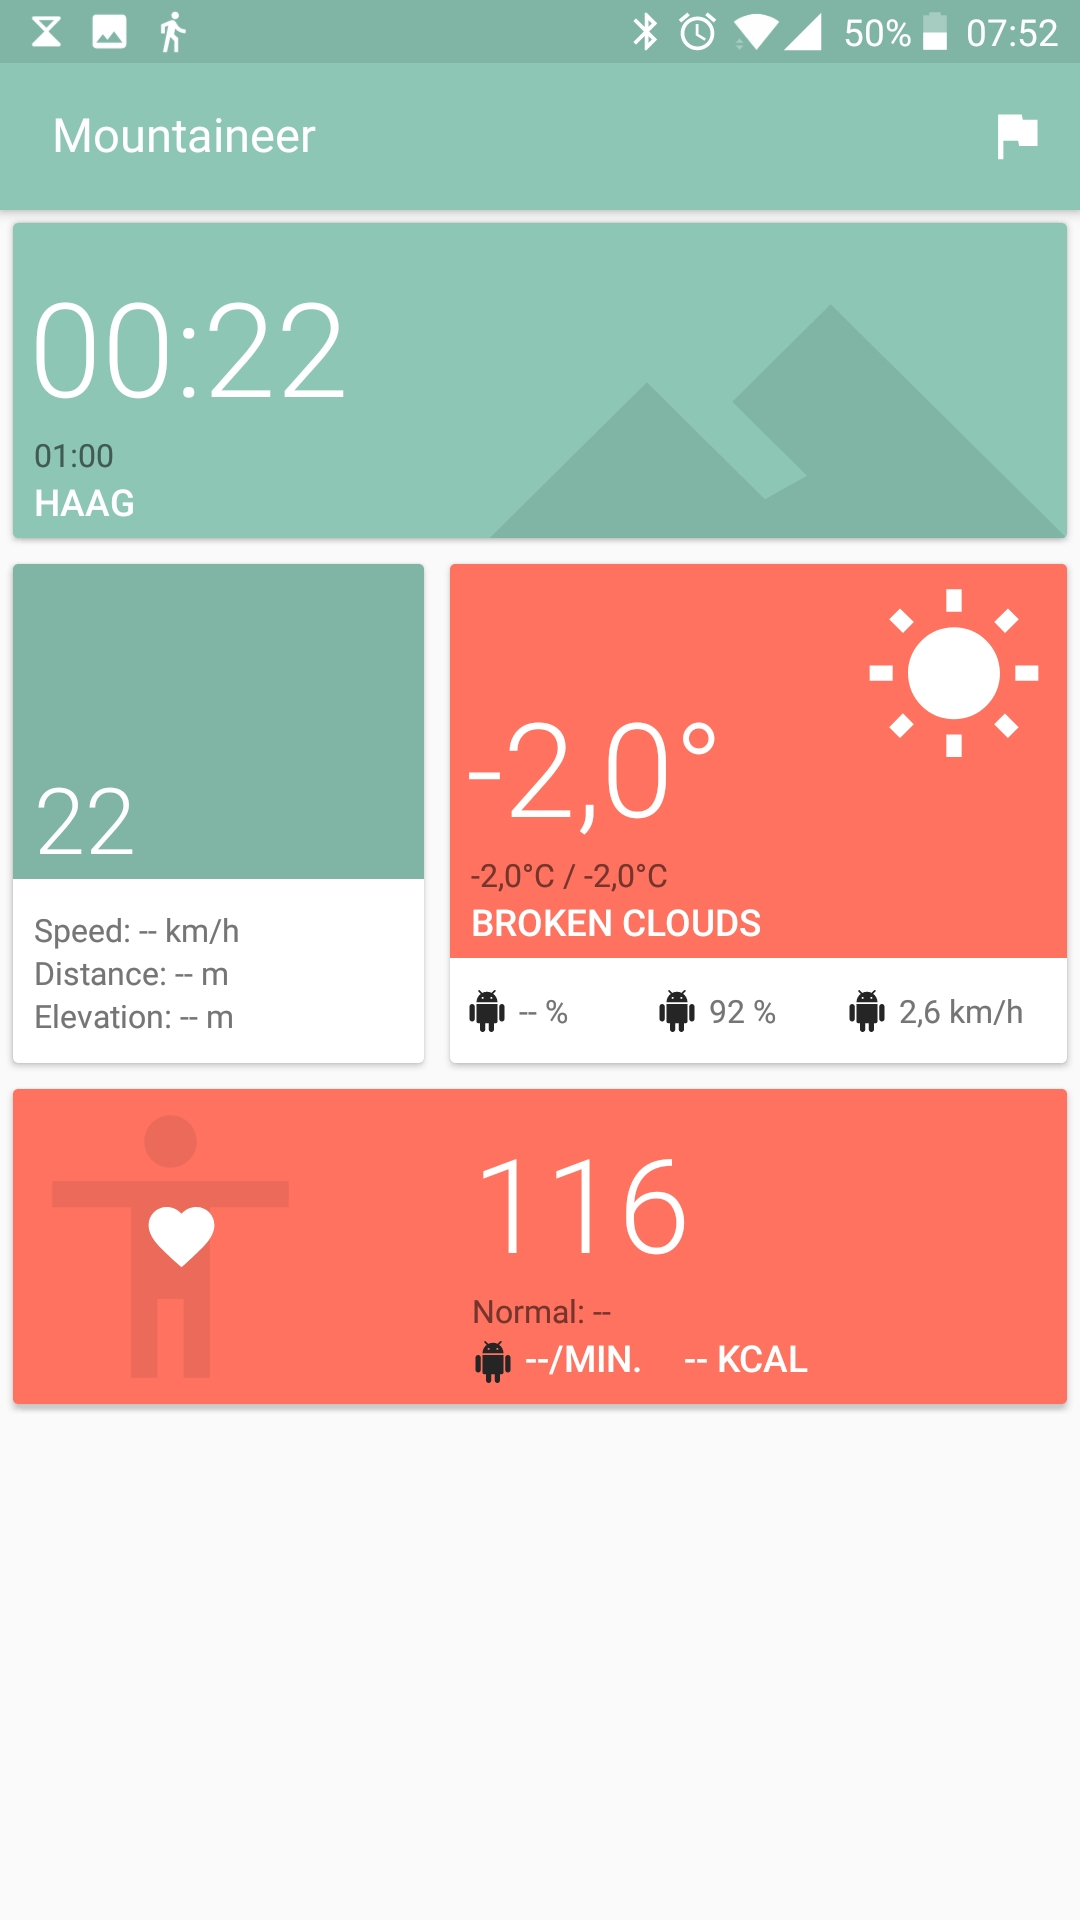 50% 07:52
Mountaineer
00:22
01:00
HAAG
22
Speed: -- km/h
Distance: -- m
Elevation: -- m
-2,0°
-2,0°C / -2,0°C
BROKEN CLOUDS
-- % 92 % 2,6 km/h
116
Normal: --
--/MIN. -- KCAL